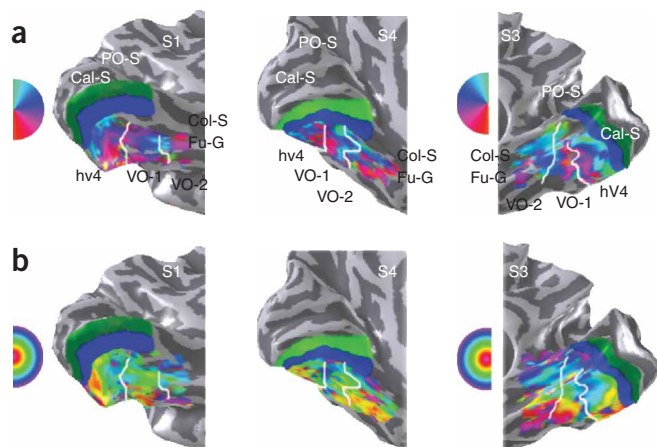 a
S1
PO-S
Cal-S
Col-S
Fu-G
hv4
VO-1
VO-2
S4
PO-S
Cal-S
Col-S
Fu-G
hv4
VO-1
VO-2
S3
PO-S
Cal-S
Col-S
Fu-G
hV4
VO-2
VO-1
b
S1
S4
S3